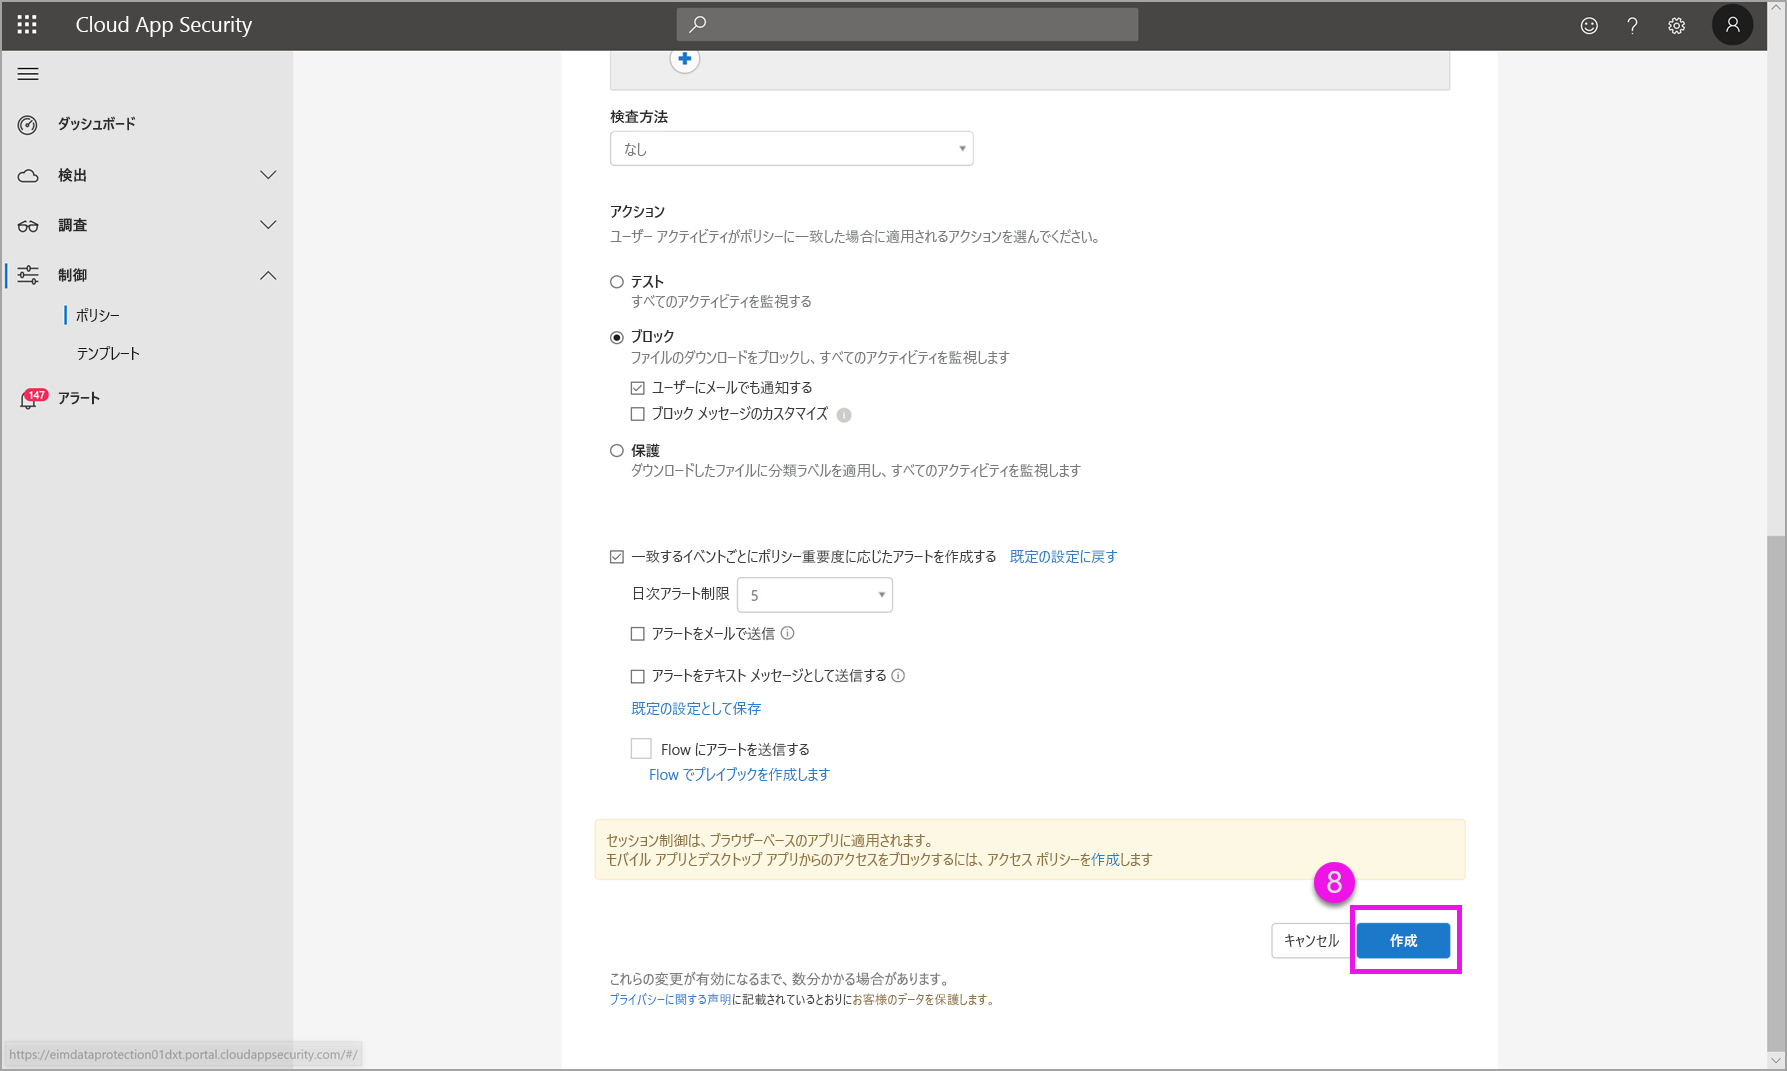 Cloud App Security
ダッシュボード
検出
調査
制御
ポリシー
テンプレート
147
アラート
検査方法
なし
アクション
ユーザー アクティビティがポリシーに一致した場合に適用されるアクションを選んでください。
テスト
すべてのアクティビティを監視する
ブロック
ファイルのダウンロードをブロックし、すべてのアクティビティを監視します
ユーザーにメールでも通知する
ブロック メッセージのカスタマイズ
保護
ダウンロードしたファイルに分類ラベルを適用し、すべてのアクティビティを監視します
一致するイベントごとにポリシー重要度に応じたアラートを作成する 既定の設定に戻す
日次アラート制限 5
アラートをメールで送信
アラートをテキスト メッセージとして送信する
既定の設定として保存
Flow にアラートを送信する
Flow でプレイブックを作成します
セッション制御は、ブラウザーベースのアプリに適用されます。
モバイル アプリとデスクトップ アプリからのアクセスをブロックするには、アクセス ポリシーを作成します
8
キャンセル 作成
これらの変更が有効になるまで、数分かかる場合があります。
プライバシーに関する声明に記載されているとおりにお客様のデータを保護します。
https://eimdataprotection01dxt.portal.cloudappsecurity.com/#/